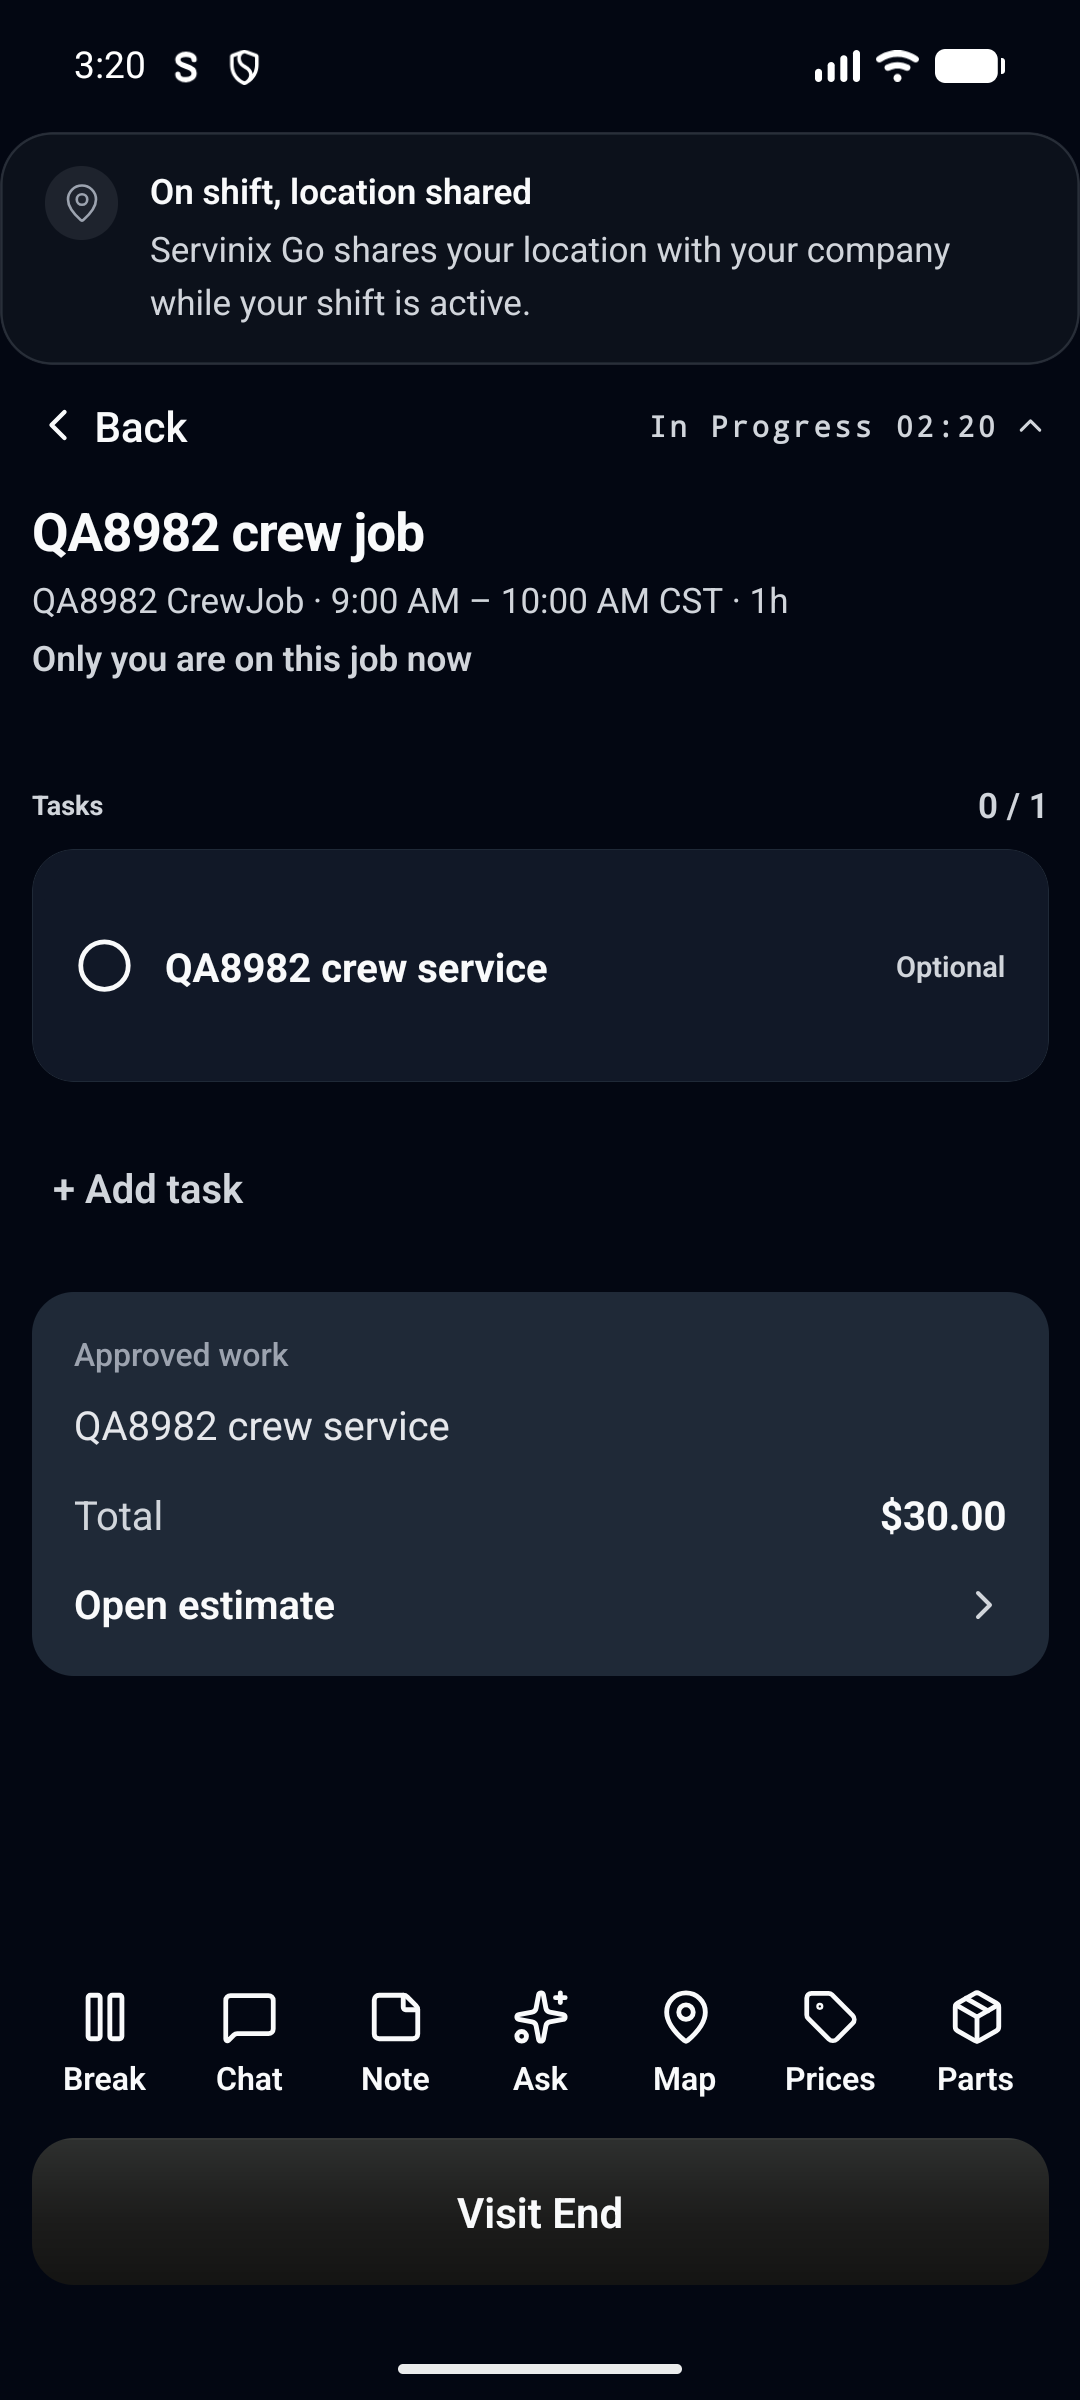 3:20 S
On shift, location shared
Servinix Go shares your location with your company
while your shift is active.
Back
In Progress 02:20
QA8982 crew job
QA8982 CrewJob · 9:00 AM – 10:00 AM CST · 1h
Only you are on this job now
Tasks 0 / 1
QA8982 crew service Optional
+ Add task
Approved work
QA8982 crew service
Total $30.00
Open estimate
Break Chat Note Ask Map Prices Parts
Visit End